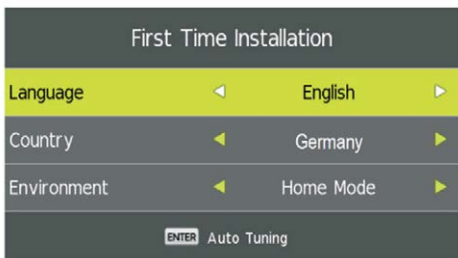 First Time Installation
Language English
Country Germany
Environment Home Mode
ENTER Auto Tuning